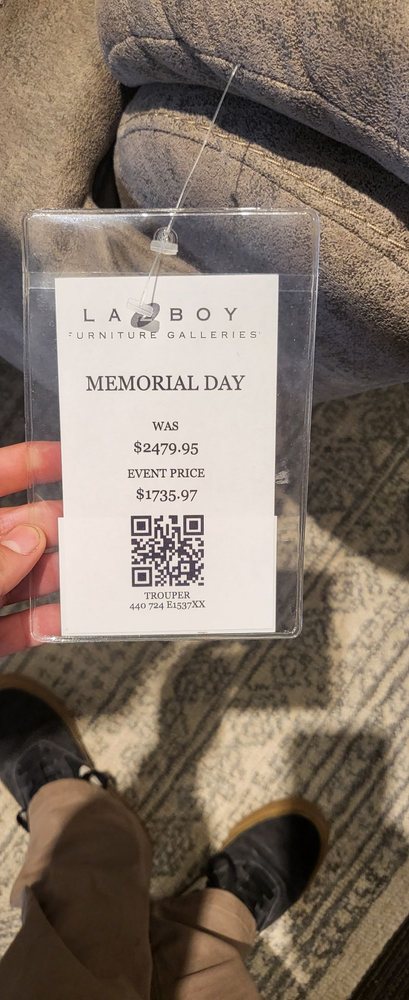 LA Z BOY
FURNITURE GALLERIES
MEMORIAL DAY
WAS
$2479.95
EVENT PRICE
$1735.97
TROUPER
440 724 E1537XX